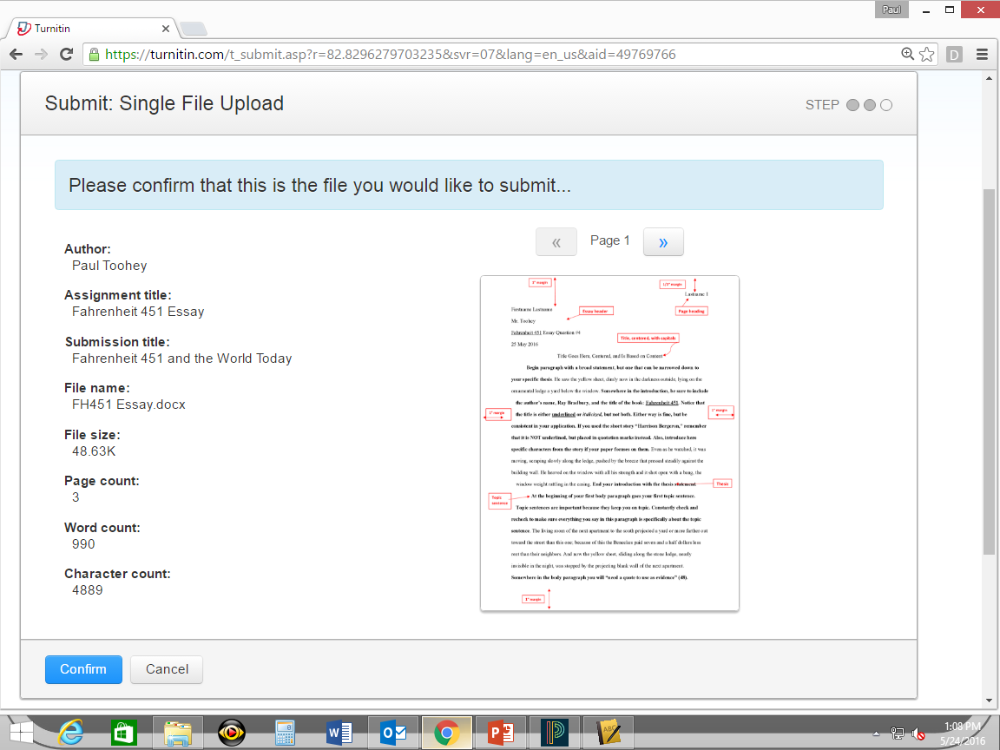 Paul
Turnitin
https://turnitin.com/t_submit.asp?r=82.8296279703235&svr=07&lang=en_us&aid=49769766
D
Submit: Single File Upload
STEP
Please confirm that this is the file you would like to submit...
« Page 1 »
Author:
Paul Toohey
Assignment title:
Fahrenheit 451 Essay
Submission title:
Fahrenheit 451 and the World Today
File name:
FH451 Essay.docx
File size:
48.63K
Page count:
3
Word count:
990
Character count:
4889
1" margin
1/2" margin
Lastname 1
Firstname Lastname
Essay header
Page heading
Mr. Toohey
Fahrenheit 451 Essay Question #4
Title, centered, with capitals
25 May 2016
Title Goes Here, Centered, and Is Based on Content
Begin paragraph with a broad statement, but one that can be narrowed down to
your specific thesis. He saw the yellow sheet, dimly now in the darkness outside, lying on the
ornamental ledge a yard below the window. Somewhere in the introduction, be sure to include
the author's name, Ray Bradbury, and the title of the book: Fahrenheit 451. Notice that
1" margin
1" margin
the title is either underlined or italicized, but not both. Either way is fine, but be
consistent in your application. If you used the short story "Harrison Bergeron," remember
that it is NOT underlined, but placed in quotation marks instead. Also, introduce here
specific characters from the story if your paper focuses on them. Even as he watched, it was
moving, scraping slowly along the ledge, pushed by the breeze that pressed steadily against the
building wall. He heaved on the window with all his strength and it shot open with a bang, the
window weight rattling in the casing. End your introduction with the thesis statement.
Thesis
Topic
sentence
At the beginning of your first body paragraph goes your first topic sentence.
Topic sentences are important because they keep you on topic. Constantly check and
recheck to make sure everything you say in this paragraph is specifically about the topic
sentence. The living room of the next apartment to the south projected a yard or more farther out
toward the street than this one; because of this the Beneckes paid seven and a half dollars less
rent than their neighbors. And now the yellow sheet, sliding along the stone ledge, nearly
invisible in the night, was stopped by the projecting blank wall of the next apartment.
Somewhere in the body paragraph you will "need a quote to use as evidence" (48).
1" margin
Confirm
Cancel
1:08 PM
5/24/2016